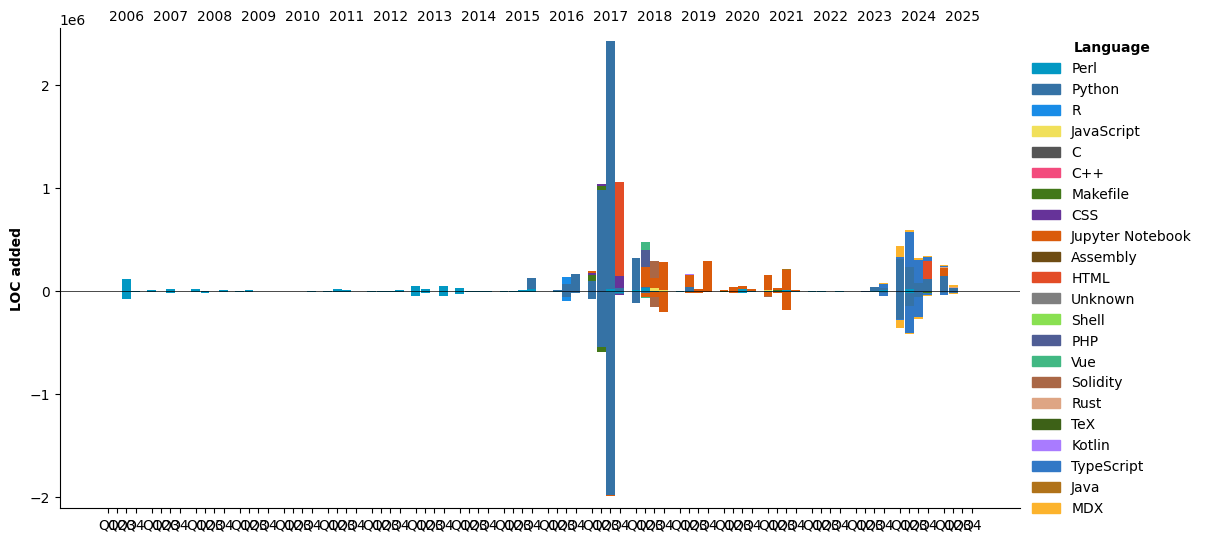 2006 2007 2008 2009 2010 2011 2012 2013 2014 2015 2016 2017 2018 2019 2020 2021 2022 2023 2024 2025
1e6
Language
Perl
Python
R
JavaScript
C
C++
Makefile
CSS
Jupyter Notebook
Assembly
HTML
Unknown
Shell
PHP
Vue
Solidity
Rust
TeX
Kotlin
TypeScript
Java
MDX
LOC added
2
1
0
−1
−2